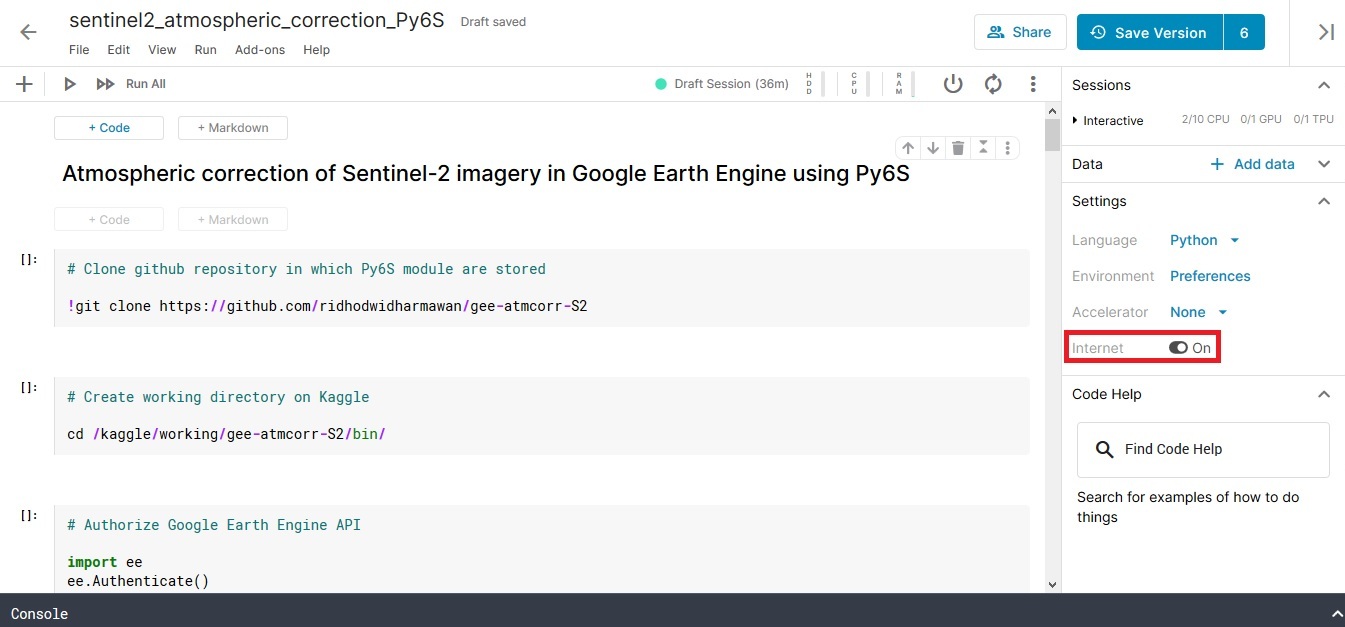 sentinel2_atmospheric_correction_Py6S Draft saved
File Edit View Run Add-ons Help
Share
Save Version 6
Run All
Draft Session (36m) HDD CPU RAM
+ Code + Markdown
Atmospheric correction of Sentinel-2 imagery in Google Earth Engine using Py6S
+ Code + Markdown
[]:
# Clone github repository in which Py6S module are stored
!git clone https://github.com/ridhodwidharmawan/gee-atmcorr-S2
[]:
# Create working directory on Kaggle
cd /kaggle/working/gee-atmcorr-S2/bin/
[]:
# Authorize Google Earth Engine API
import ee
ee.Authenticate()
Sessions
Interactive 2/10 CPU 0/1 GPU 0/1 TPU
Data + Add data
Settings
Language Python
Environment Preferences
Accelerator None
Internet On
Code Help
Find Code Help
Search for examples of how to do
things
Console